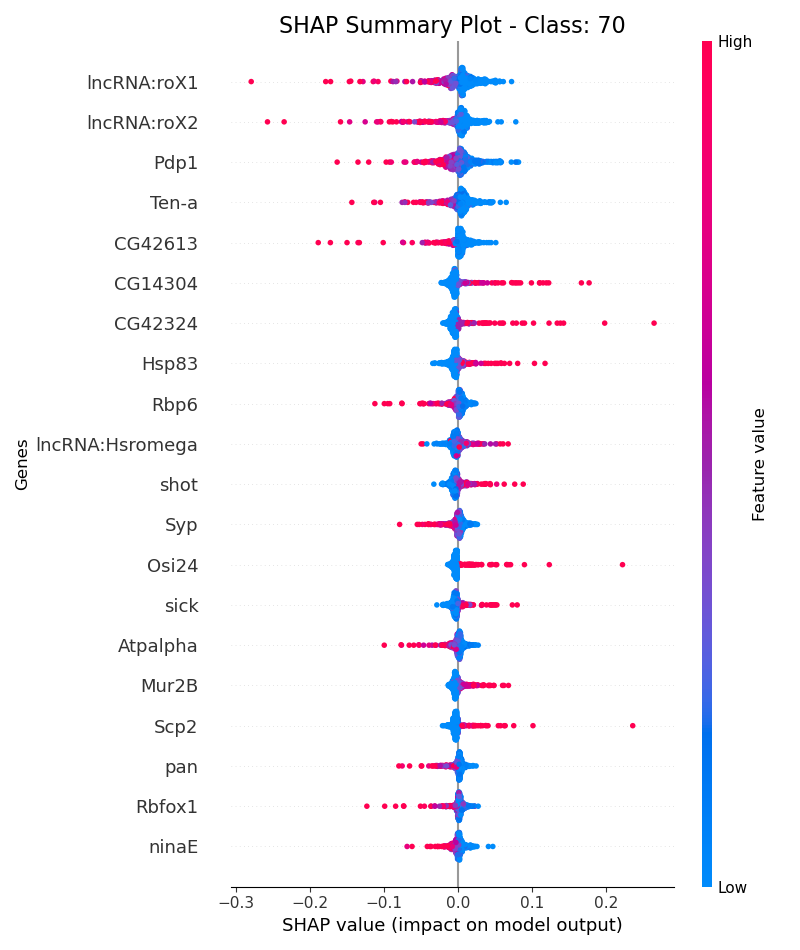 SHAP Summary Plot - Class: 70
High
lncRNA:roX1
lncRNA:roX2
Pdp1
Ten-a
CG42613
CG14304
CG42324
Hsp83
Rbp6
lncRNA:Hsromega
shot
Syp
Osi24
sick
Atpalpha
Mur2B
Scp2
pan
Rbfox1
ninaE
Genes
Feature value
Low
−0.3 −0.2 −0.1 0.0 0.1 0.2
SHAP value (impact on model output)